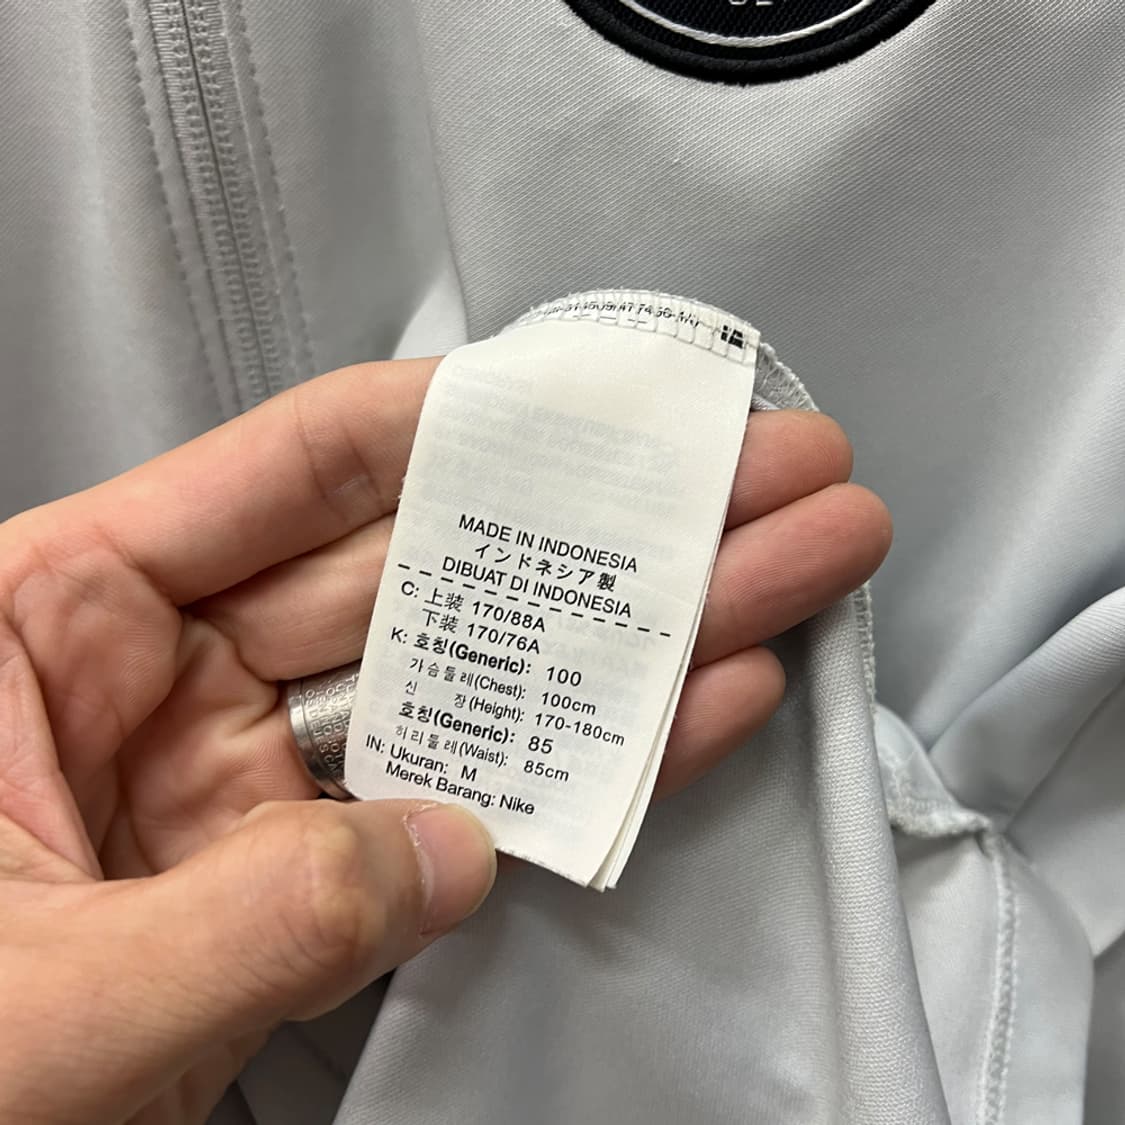 MADE IN INDONESIA
インドネシア製
DIBUAT DI INDONESIA
C: 上装 170/88A
下装 170/76A
K: 호칭(Generic): 100
가슴둘레(Chest): 100cm
신 장(Height): 170-180cm
호칭(Generic): 85
허리둘레(Waist): 85cm
IN: Ukuran: M
Merek Barang: Nike